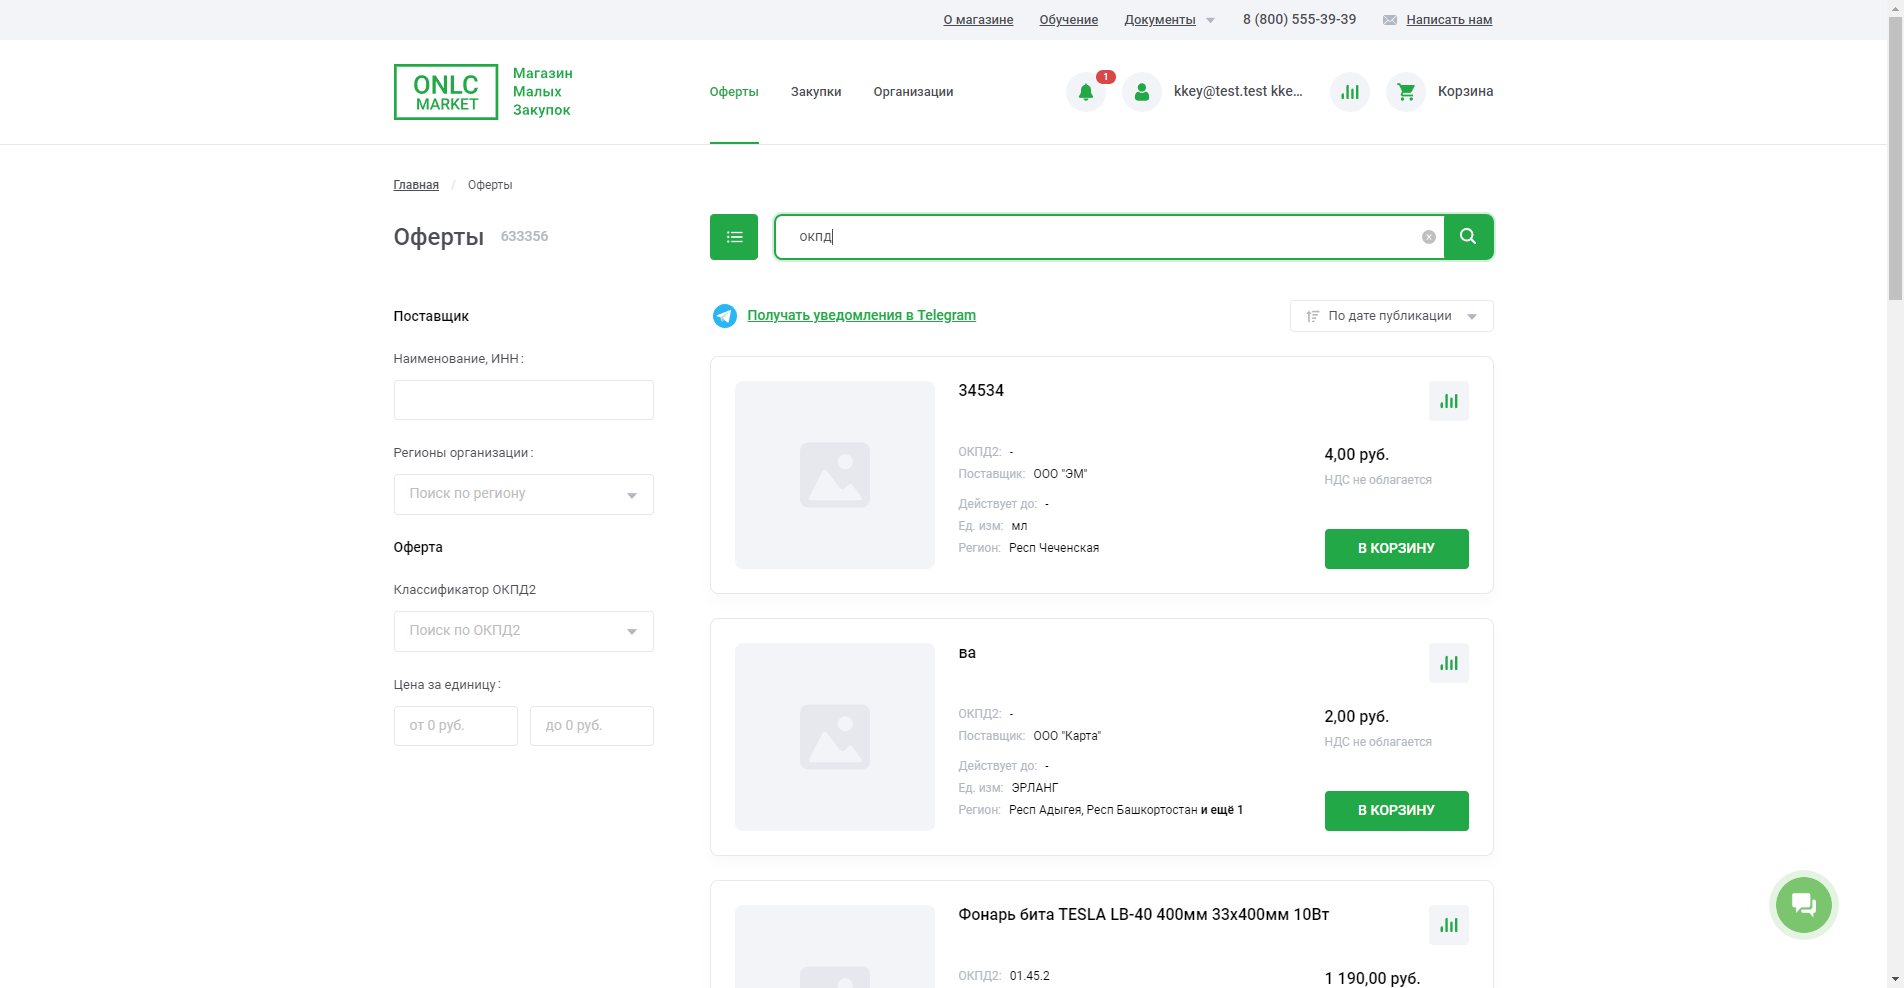 О магазине Обучение Документы 8 (800) 555-39-39 Написать нам
ONLC
MARKET
Магазин
Малых
Закупок
Оферты Закупки Организации
1
kkey@test.test kke...
Корзина
Главная / Оферты
Оферты 633356
окпд
Поставщик
Наименование, ИНН:
Регионы организации:
Поиск по региону
Оферта
Классификатор ОКПД2
Поиск по ОКПД2
Цена за единицу:
от 0 руб. до 0 руб.
Получать уведомления в Telegram
По дате публикации
34534
ОКПД2: -
Поставщик: ООО "ЭМ"
Действует до: -
Ед. изм: мл
Регион: Респ Чеченская
4,00 руб.
НДС не облагается
В КОРЗИНУ
ва
ОКПД2: -
Поставщик: ООО "Карта"
Действует до: -
Ед. изм: ЭРЛАНГ
Регион: Респ Адыгея, Респ Башкортостан и ещё 1
2,00 руб.
НДС не облагается
В КОРЗИНУ
Фонарь бита TESLA LB-40 400мм 33х400мм 10Вт
ОКПД2: 01.45.2
1 190,00 руб.